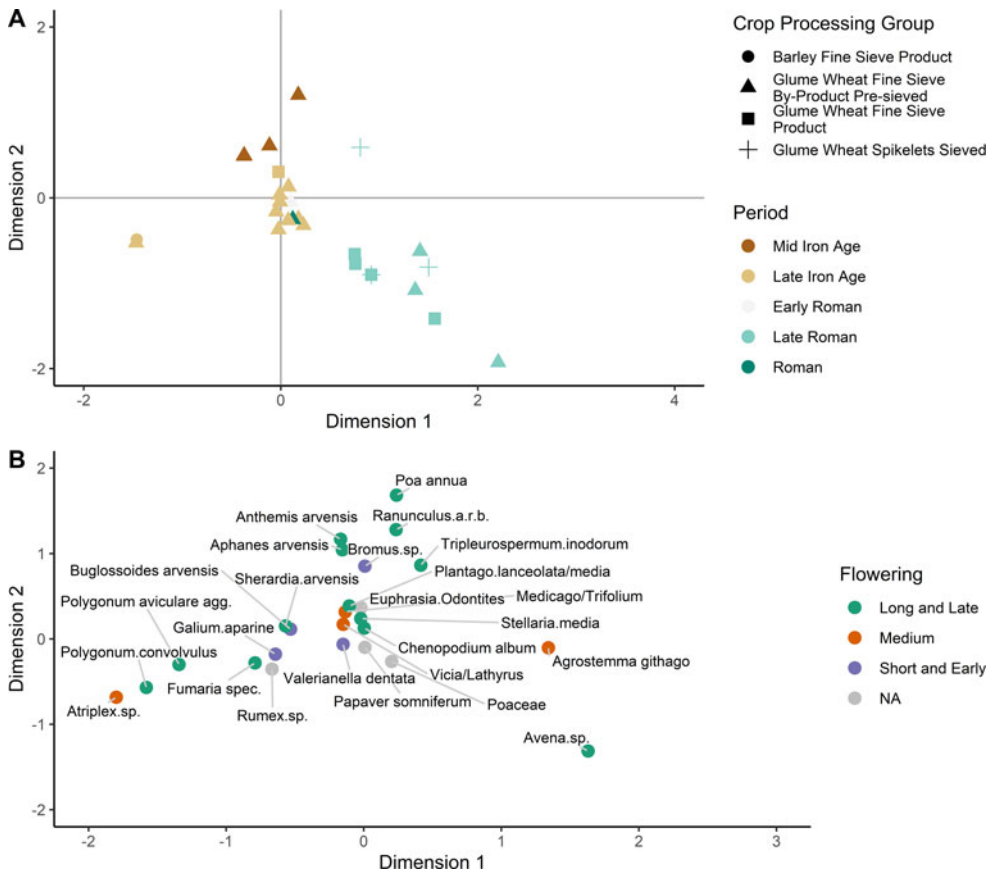 A
2
0
-2
Dimension 2
-2
0
2
4
Dimension 1
Crop Processing Group
Barley Fine Sieve Product
Glume Wheat Fine Sieve
By-Product Pre-sieved
Glume Wheat Fine Sieve
Product
Glume Wheat Spikelets Sieved
Period
Mid Iron Age
Late Iron Age
Early Roman
Late Roman
Roman
B
2
1
0
-1
-2
Dimension 2
Poa annua
Anthemis arvensis
Ranunculus.a.r.b.
Aphanes arvensis
Bromus.sp.
Tripleurospermum.inodorum
Buglossoides arvensis
Sherardia.arvensis
Plantago.lanceolata/media
Polygonum aviculare agg.
Euphrasia.Odontites
Medicago/Trifolium
Galium.aparine
Stellaria.media
Polygonum.convolvulus
Chenopodium album
Agrostemma githago
Fumaria spec.
Valerianella dentata
Vicia/Lathyrus
Atriplex.sp.
Rumex.sp.
Papaver somniferum
Poaceae
Avena.sp.
-2
-1
0
1
2
3
Dimension 1
Flowering
Long and Late
Medium
Short and Early
NA